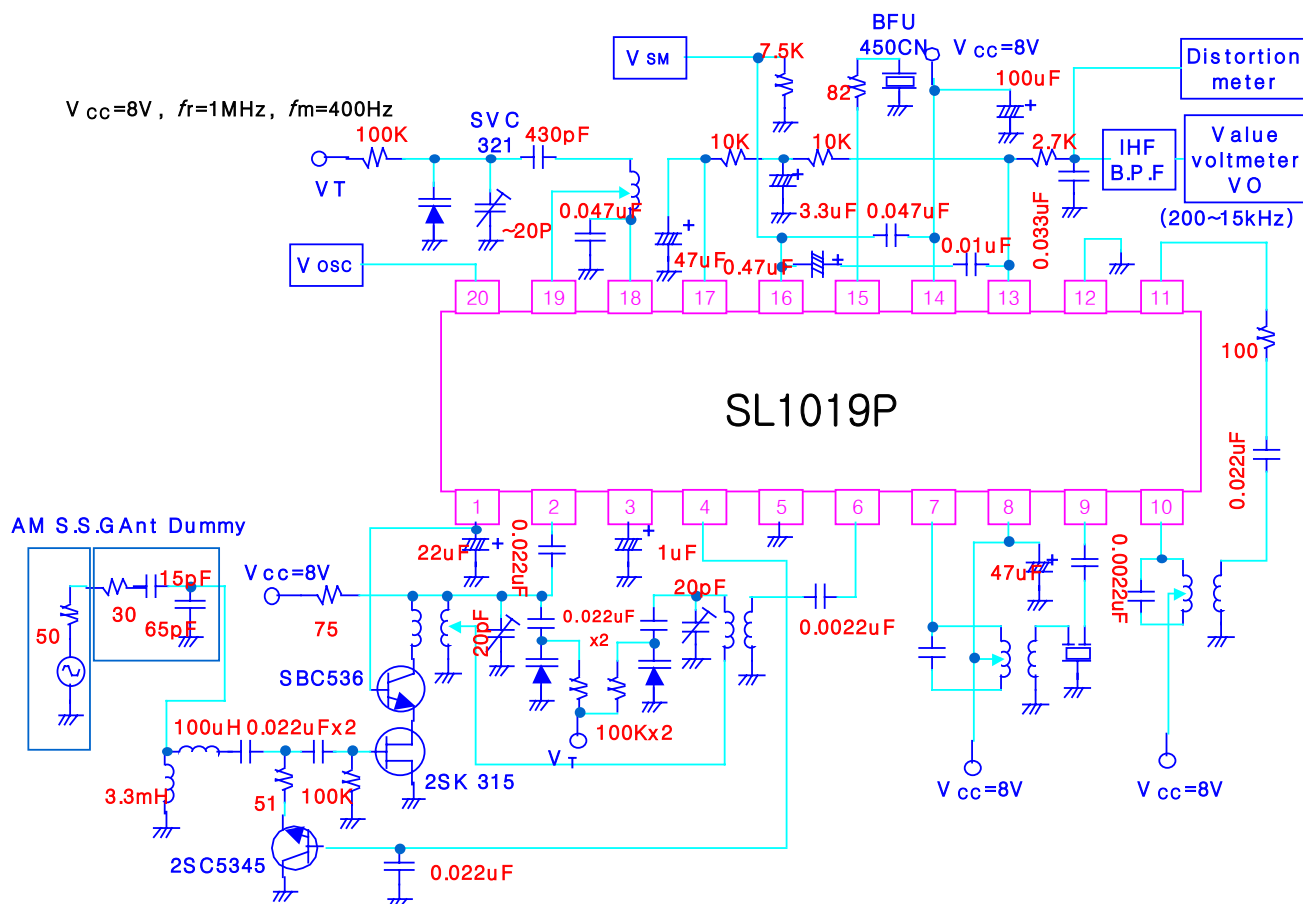 BFU
450CN
V CC=8V
7.5K
V SM
82
100uF
Distortion
meter
V CC=8V, fr=1MHz, fm=400Hz
100K
SVC
321
430pF
10K
10K
2.7K
IHF
B.P.F
Value
voltmeter
VO
(200~15kHz)
VT
~20P
0.047uF
3.3uF
0.047uF
0.033uF
47uF
0.47uF
0.01uF
V OSC
20
19
18
17
16
15
14
13
12
11
100
SL1019P
0.022uF
1
2
3
4
5
6
7
8
9
10
AM S.S.G
Ant Dummy
22uF
0.022uF
1uF
47uF
0.0022uF
15pF
30
65pF
50
VCC=8V
75
20pF
0.022uF
x2
20pF
0.0022uF
SBC536
100uH
0.022uFx2
100Kx2
VT
2SK 315
3.3mH
51
100K
V CC=8V
V CC=8V
2SC5345
0.022uF